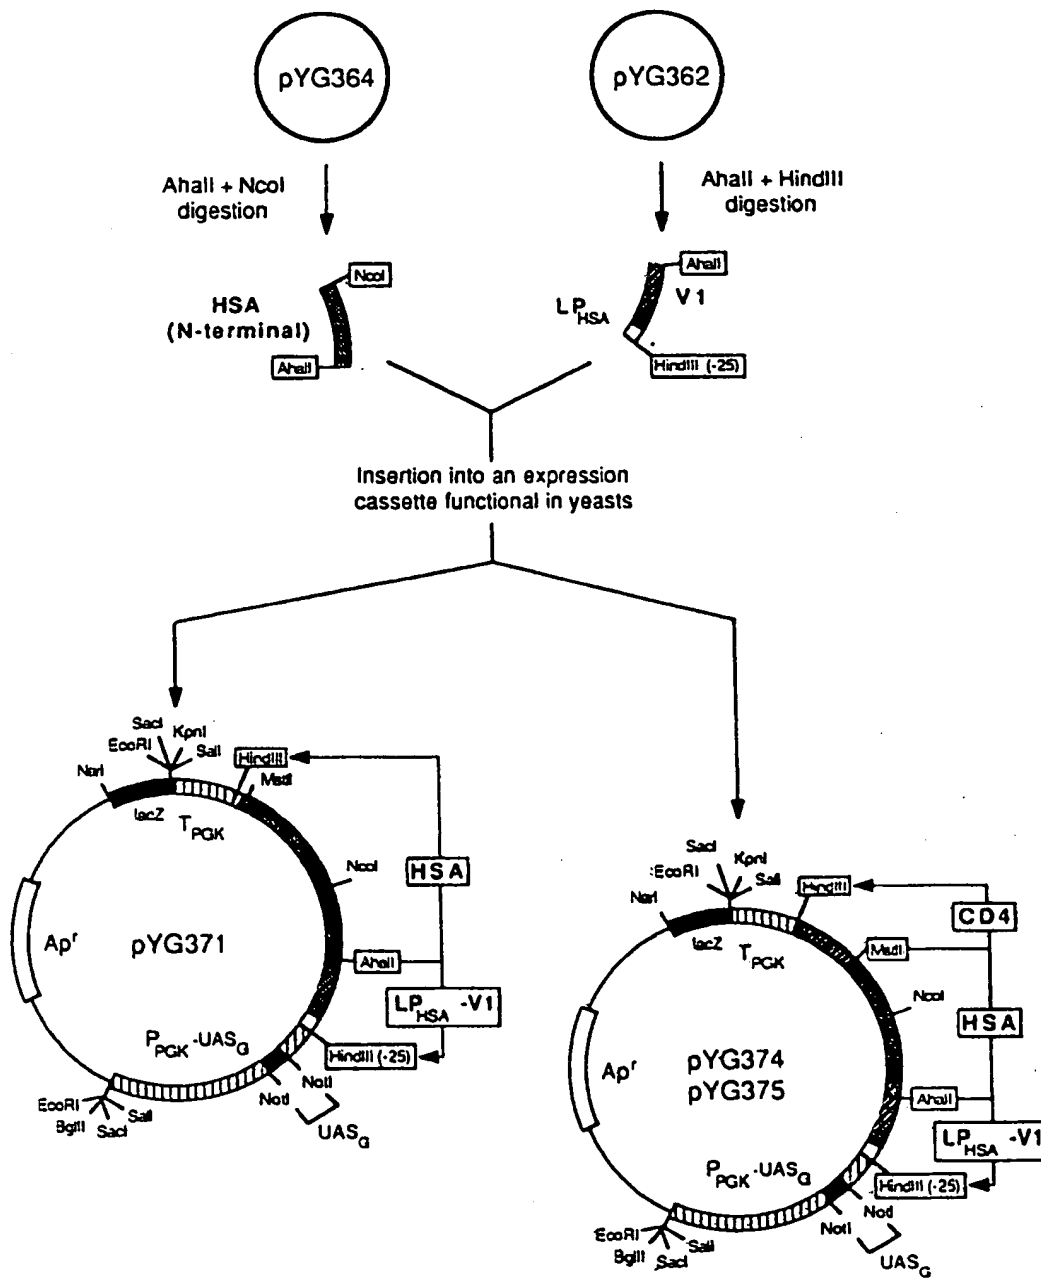 pYG364
pYG362
AhaII + NcoI
digestion
AhaII + HindIII
digestion
NcoI
HSA
(N-terminal)
AhaII
AhaII
V1
LP HSA
HindIII (-25)
Insertion into an expression
cassette functional in yeasts
SacI
KpnI
EcoRI
SalI
HindIII
NarI
MstII
lacZ
T PGK
NcoI
HSA
Ap r
pYG371
AhaII
LP HSA -V1
P PGK -UAS G
HindIII (-25)
NotI
NotI
EcoRI
SalI
BglII
SacI
UAS G
SacI
KpnI
EcoRI
SalI
HindIII
NarI
CD4
lacZ
T PGK
MstII
NcoI
HSA
Ap r
pYG374
pYG375
AhaII
LP HSA -V1
P PGK -UAS G
HindIII (-25)
NotI
NotI
EcoRI
SalI
BglII
SacI
UAS G